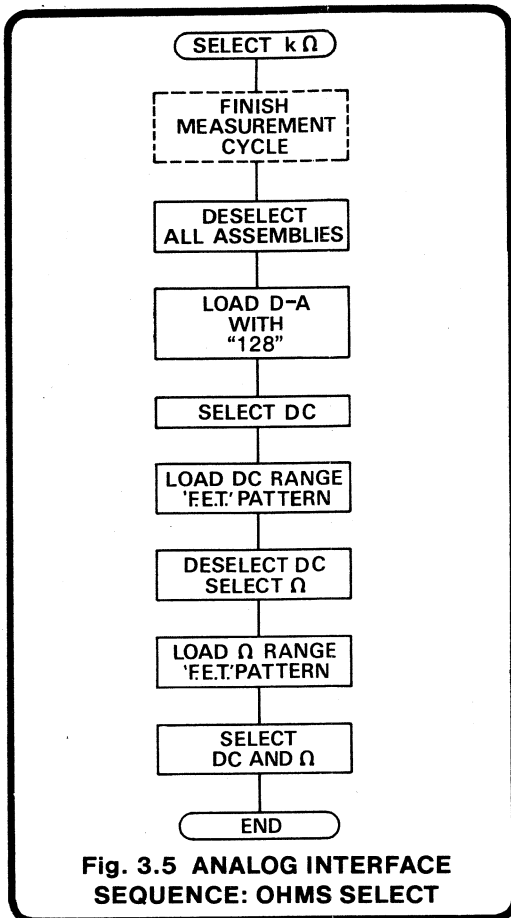 SELECT kΩ
FINISH
MEASUREMENT
CYCLE
DESELECT
ALL ASSEMBLIES
LOAD D-A
WITH
“128”
SELECT DC
LOAD DC RANGE
'F.E.T.' PATTERN
DESELECT DC
SELECT Ω
LOAD Ω RANGE
'F.E.T.' PATTERN
SELECT
DC AND Ω
END
Fig. 3.5 ANALOG INTERFACE
SEQUENCE: OHMS SELECT